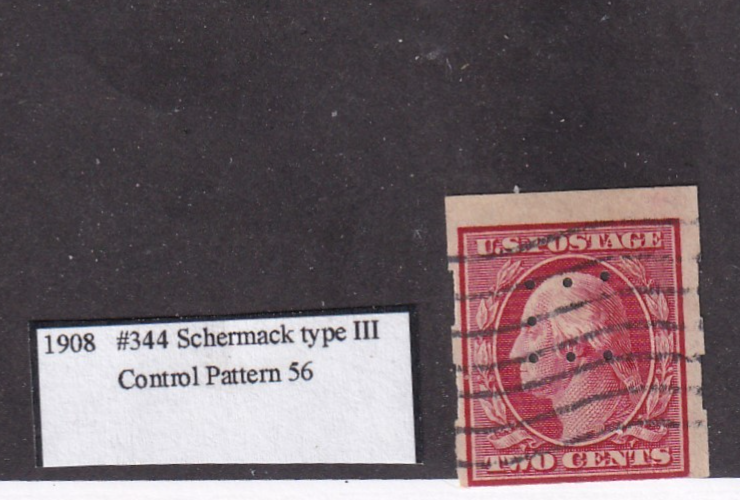 1908 #344 Schermack type III
Control Pattern 56
U.S. POSTAGE
TWO CENTS